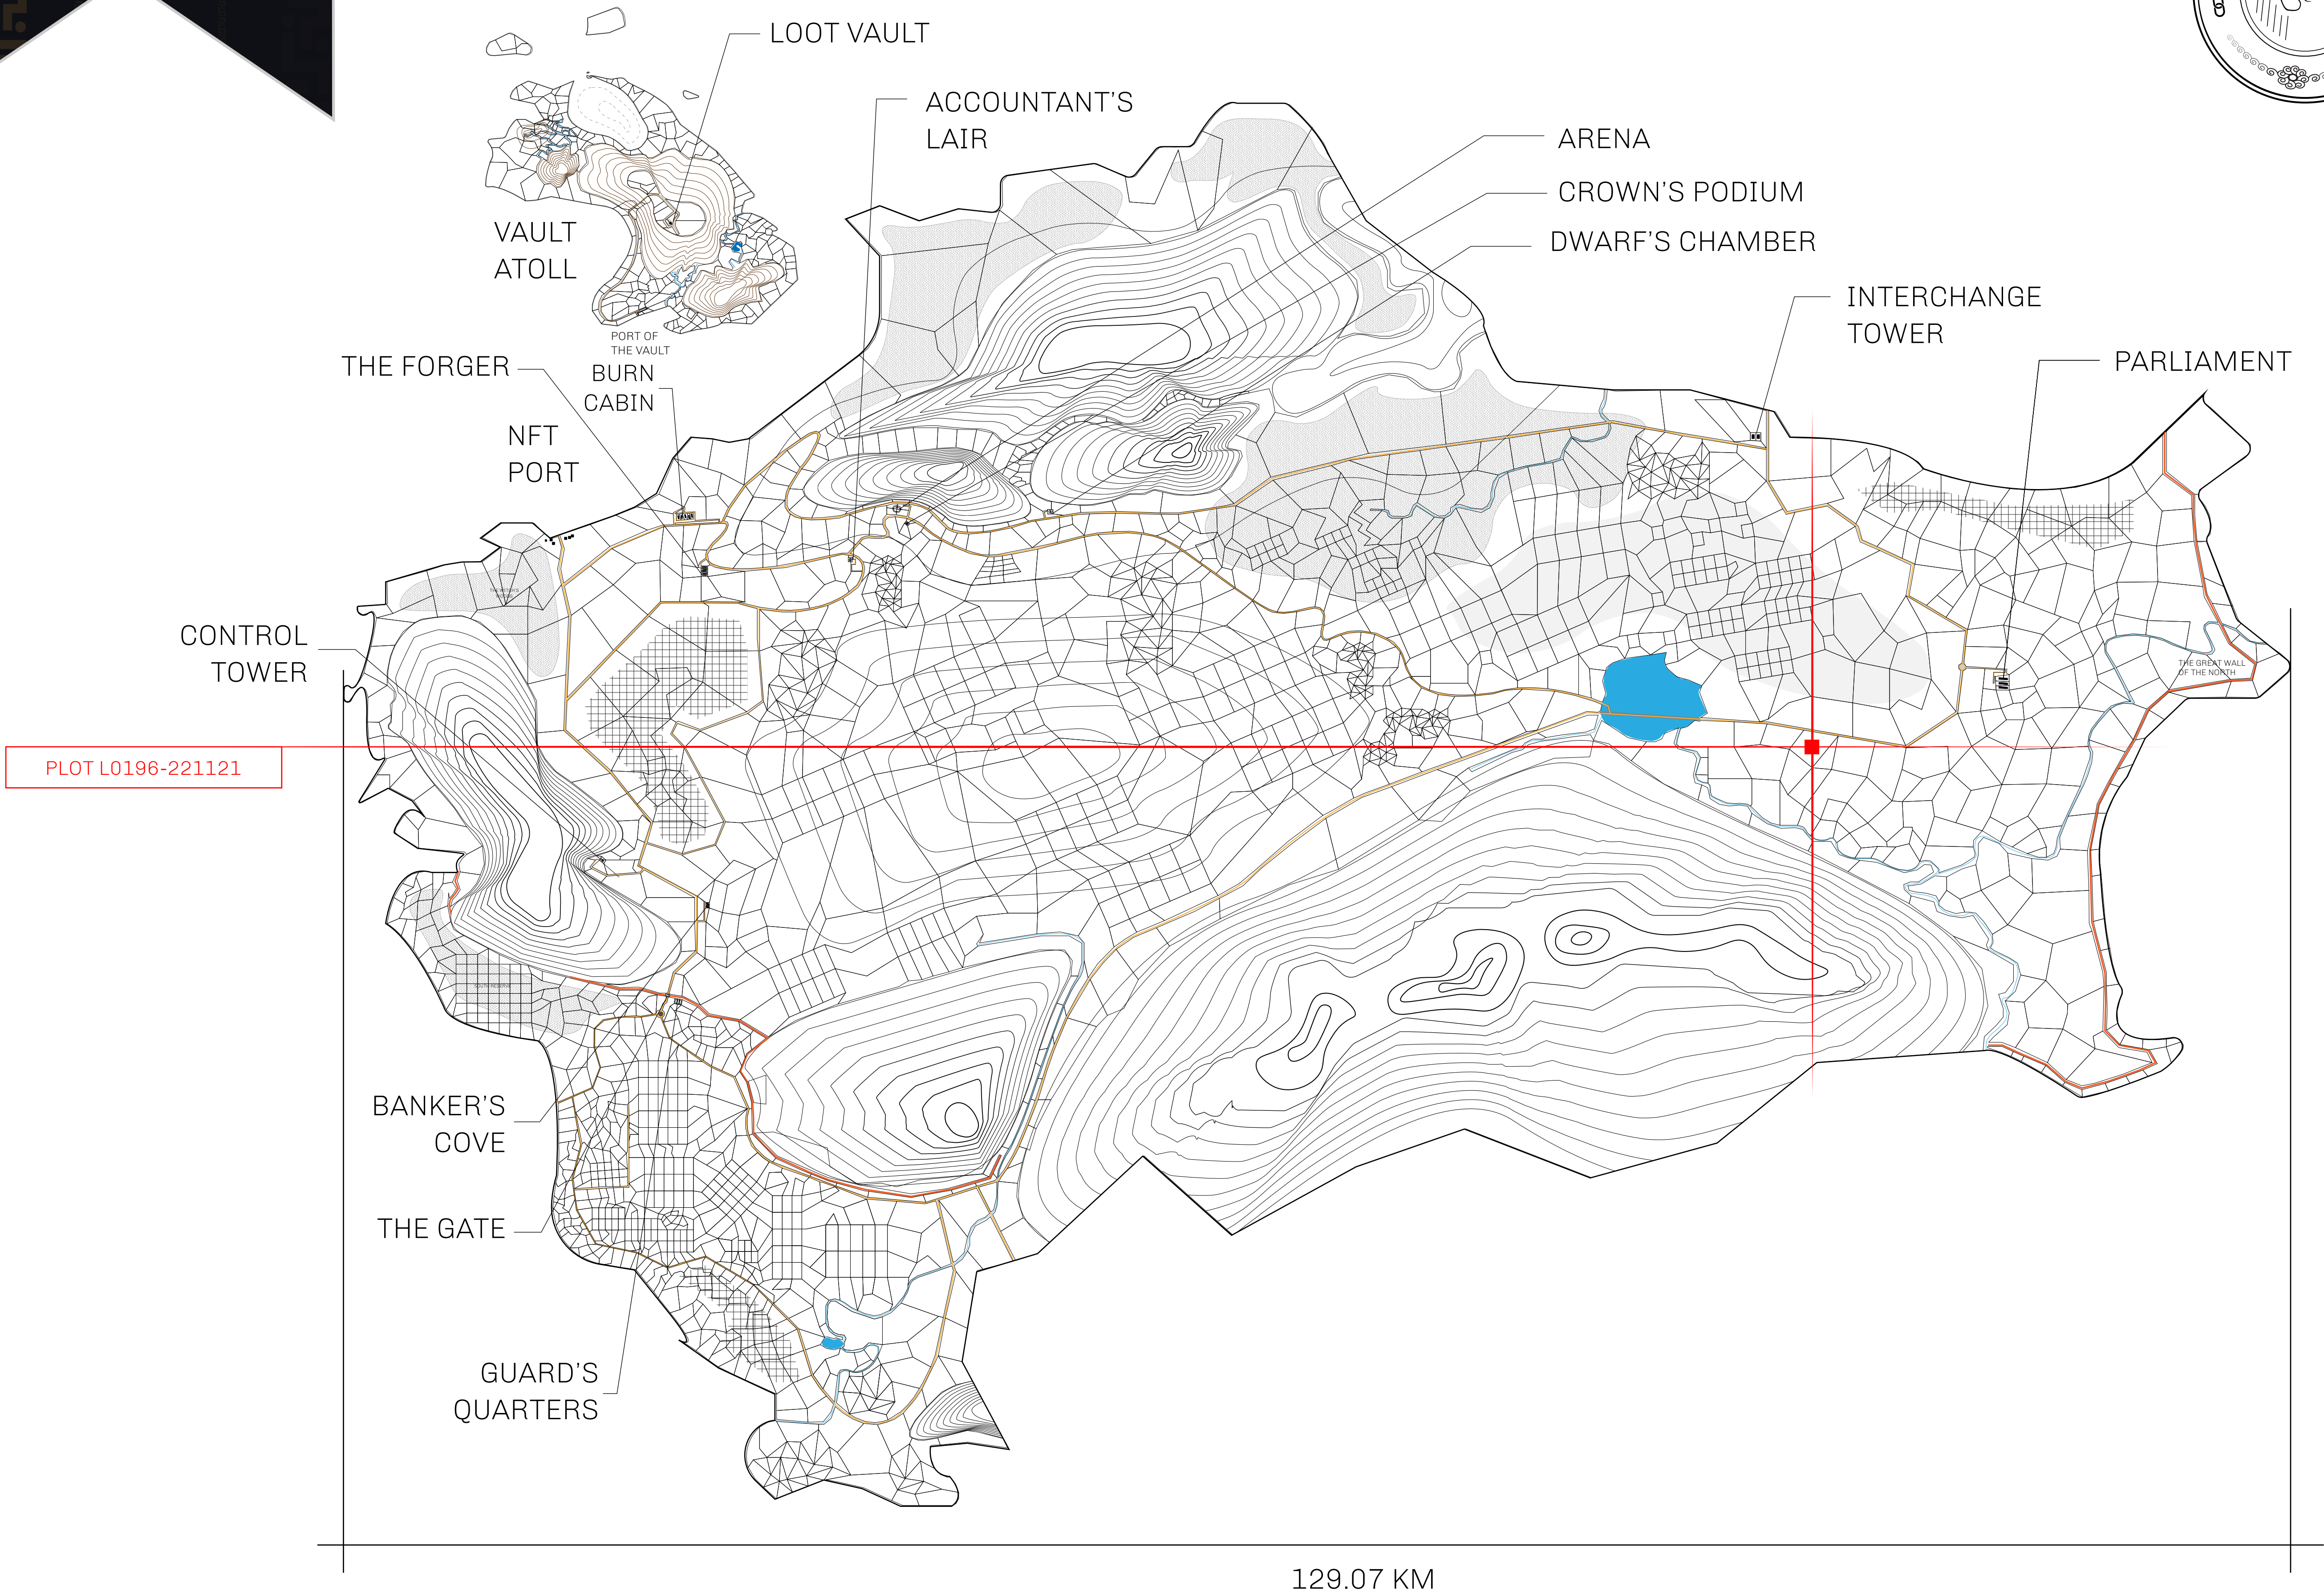 LOOT VAULT
ACCOUNTANT'S
LAIR
ARENA
CROWN'S PODIUM
DWARF'S CHAMBER
VAULT
ATOLL
INTERCHANGE
TOWER
PORT OF
THE VAULT
THE FORGER
PARLIAMENT
BURN
CABIN
NFT
PORT
CONTROL
TOWER
THE GREAT WALL
OF THE NORTH
PLOT L0196-221121
SOUTH RESERVE
BANKER'S
COVE
THE GATE
GUARD'S
QUARTERS
129.07 KM